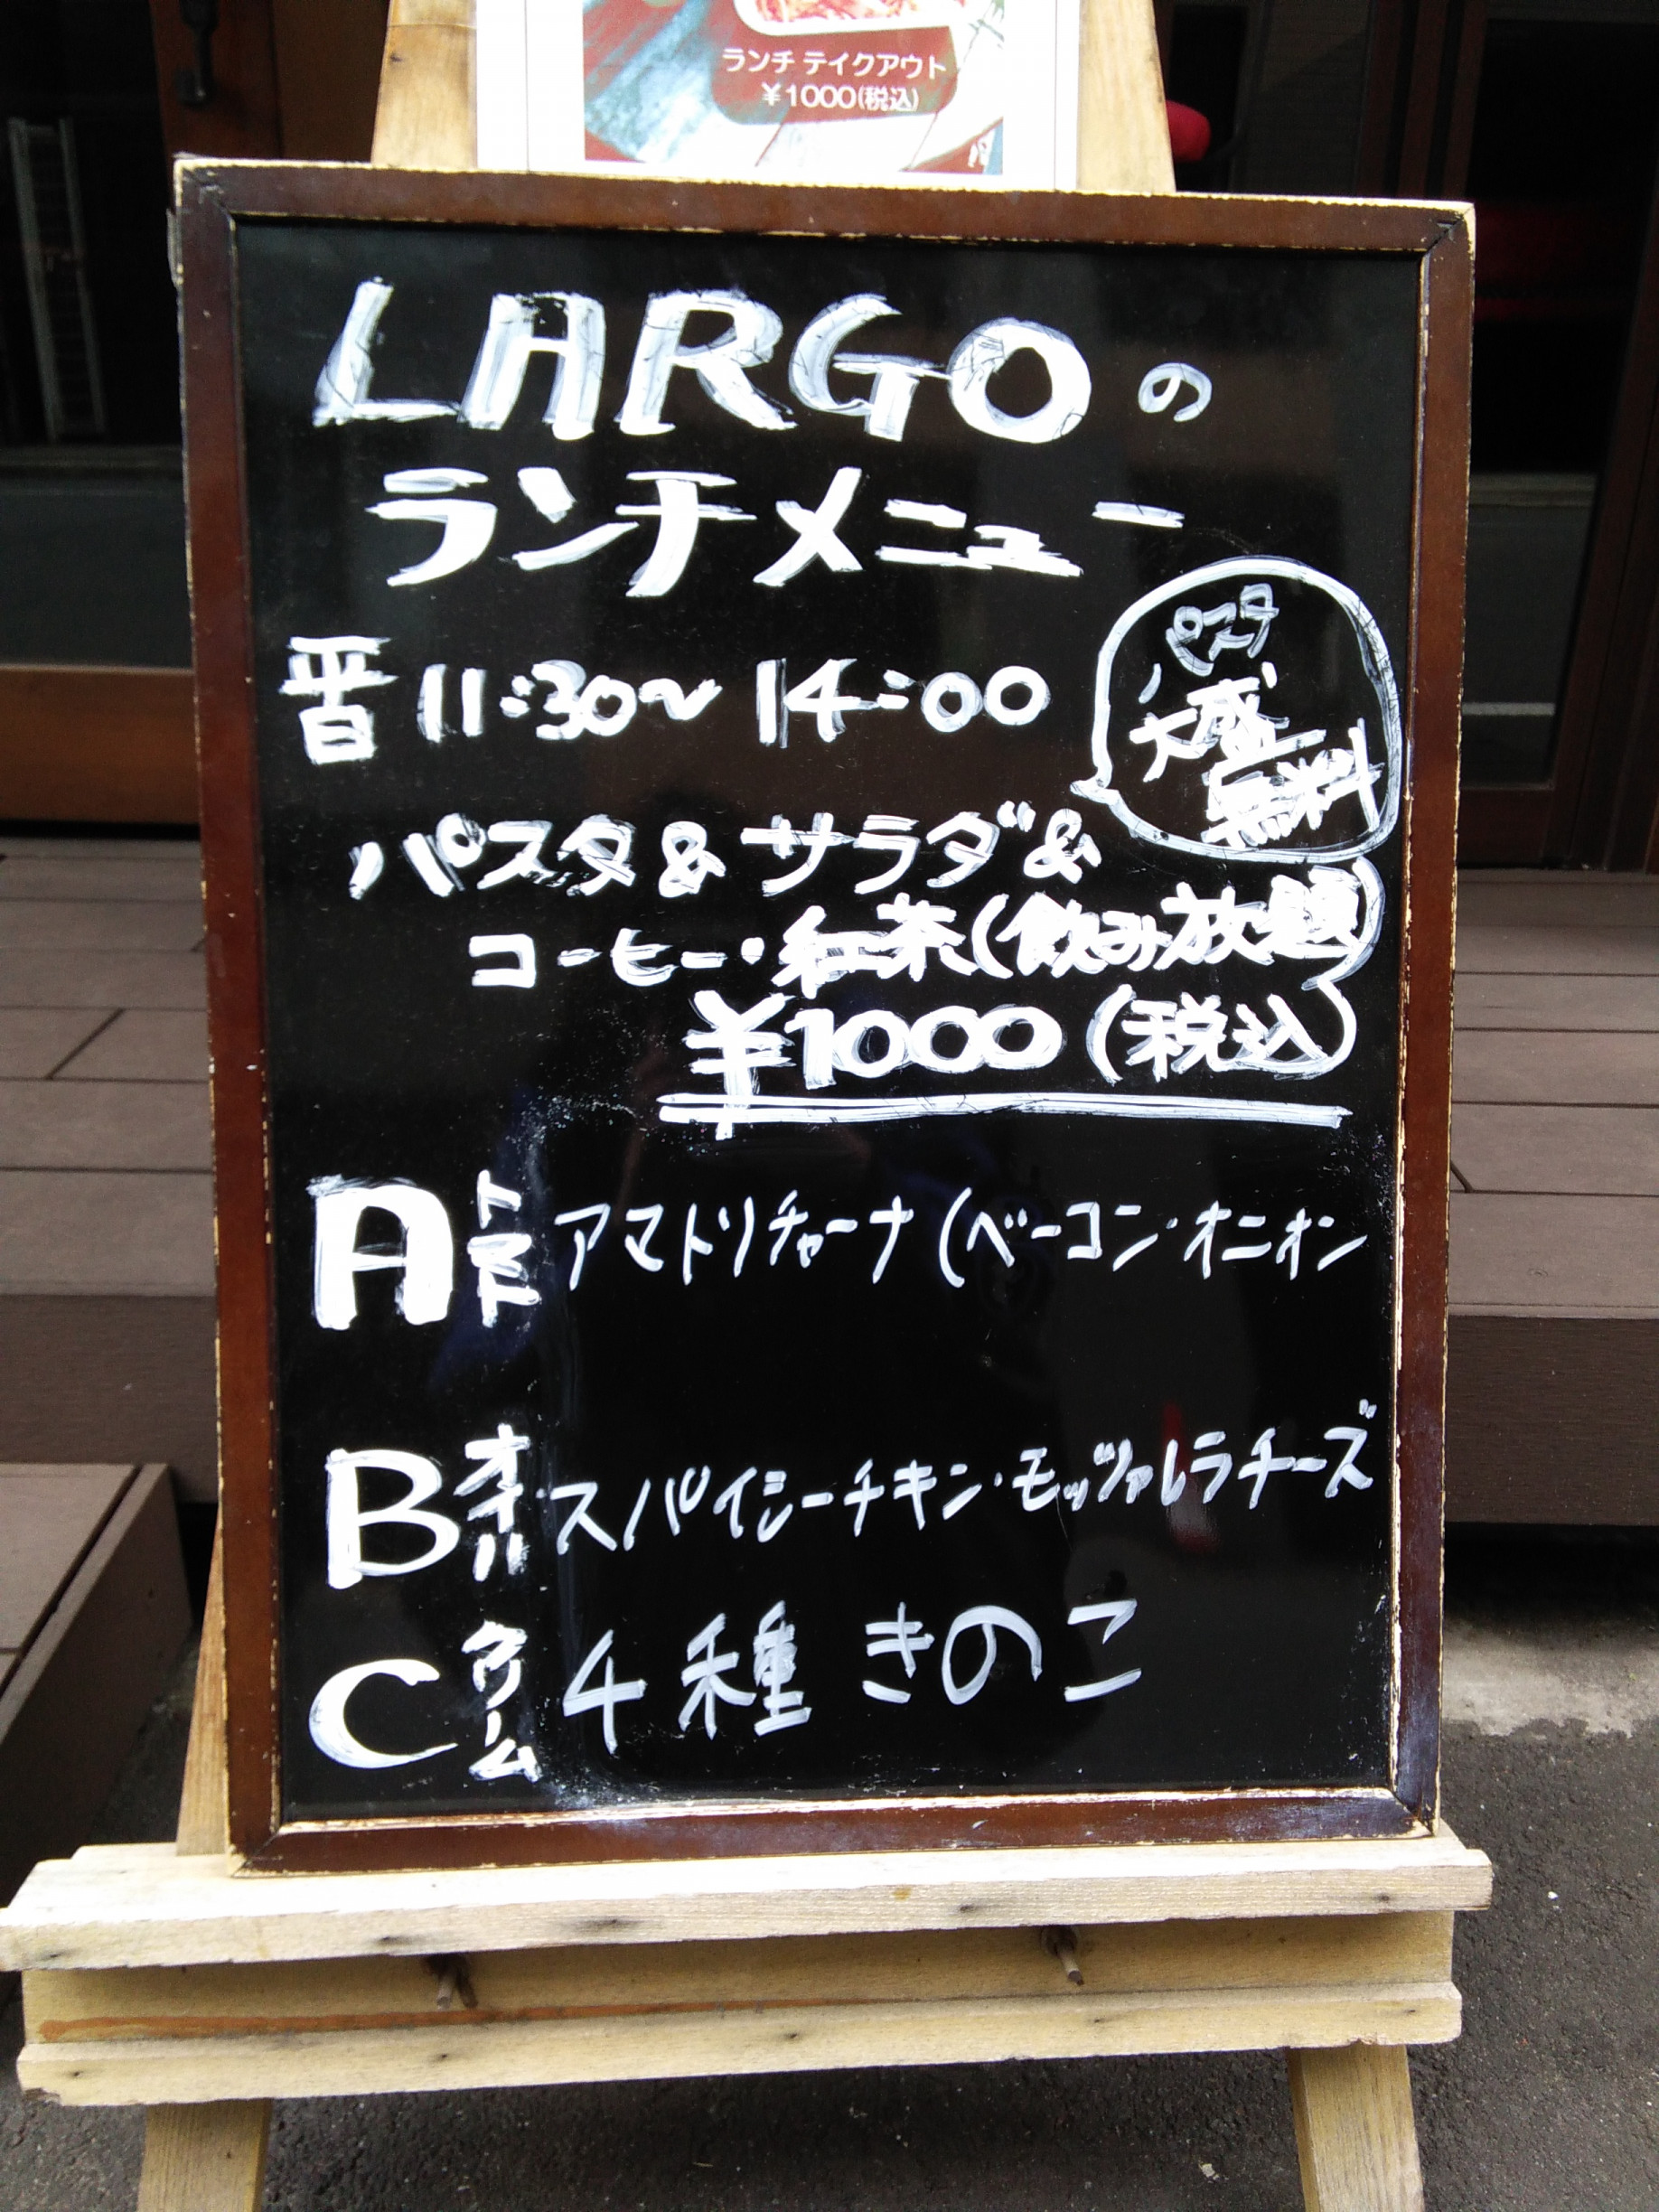 ランチ テイクアウト
¥1000(税込)
LARGOの
ランチメニュー
11:30〜14:00
パスタ
大盛
無料
パスタ&サラダ&
コーヒー・紅茶(飲み放題)
¥1000(税込)
A トマト アマトリチャーナ(ベーコン・オニオン
B オイル スパイシーチキン・モッツァレラチーズ
C クリーム 4種きのこ